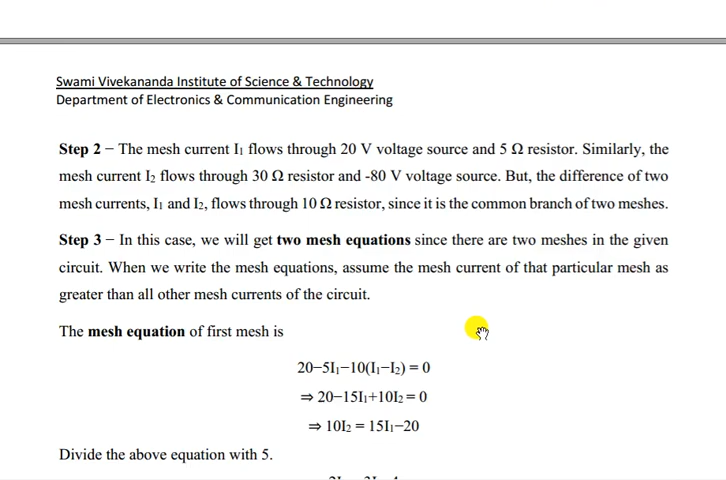 Swami Vivekananda Institute of Science & Technology
Department of Electronics & Communication Engineering
Step 2 − The mesh current I₁ flows through 20 V voltage source and 5 Ω resistor. Similarly, the
mesh current I₂ flows through 30 Ω resistor and -80 V voltage source. But, the difference of two
mesh currents, I₁ and I₂, flows through 10 Ω resistor, since it is the common branch of two meshes.
Step 3 − In this case, we will get two mesh equations since there are two meshes in the given
circuit. When we write the mesh equations, assume the mesh current of that particular mesh as
greater than all other mesh currents of the circuit.
The mesh equation of first mesh is
20−5I₁−10(I₁−I₂) = 0
⇒ 20−15I₁+10I₂ = 0
⇒ 10I₂ = 15I₁−20
Divide the above equation with 5.